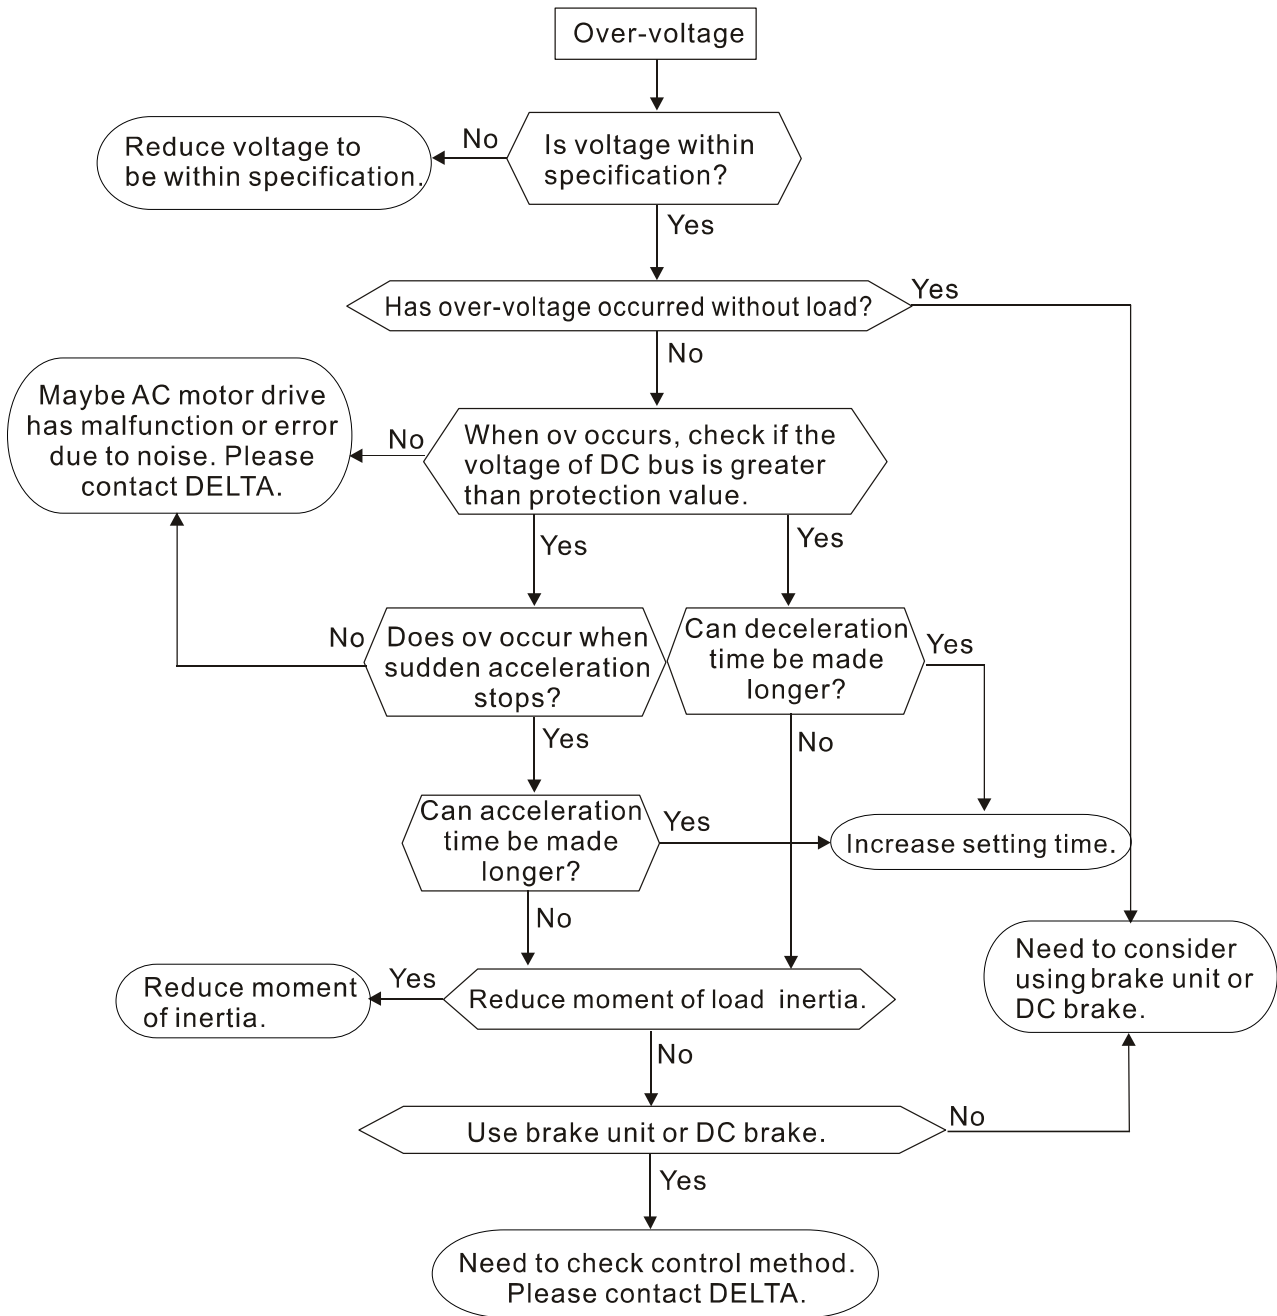 Over-voltage
Reduce voltage to
be within specification.
No
Is voltage within
specification?
Yes
Has over-voltage occurred without load?
Yes
No
Maybe AC motor drive
has malfunction or error
due to noise. Please
contact DELTA.
No
When ov occurs, check if the
voltage of DC bus is greater
than protection value.
Yes
Yes
No
Does ov occur when
sudden acceleration
stops?
Can deceleration
time be made
longer?
Yes
Yes
No
Can acceleration
time be made
longer?
Yes
Increase setting time.
No
Reduce moment
of inertia.
Yes
Reduce moment of load inertia.
Need to consider
using brake unit or
DC brake.
No
Use brake unit or DC brake.
No
Yes
Need to check control method.
Please contact DELTA.